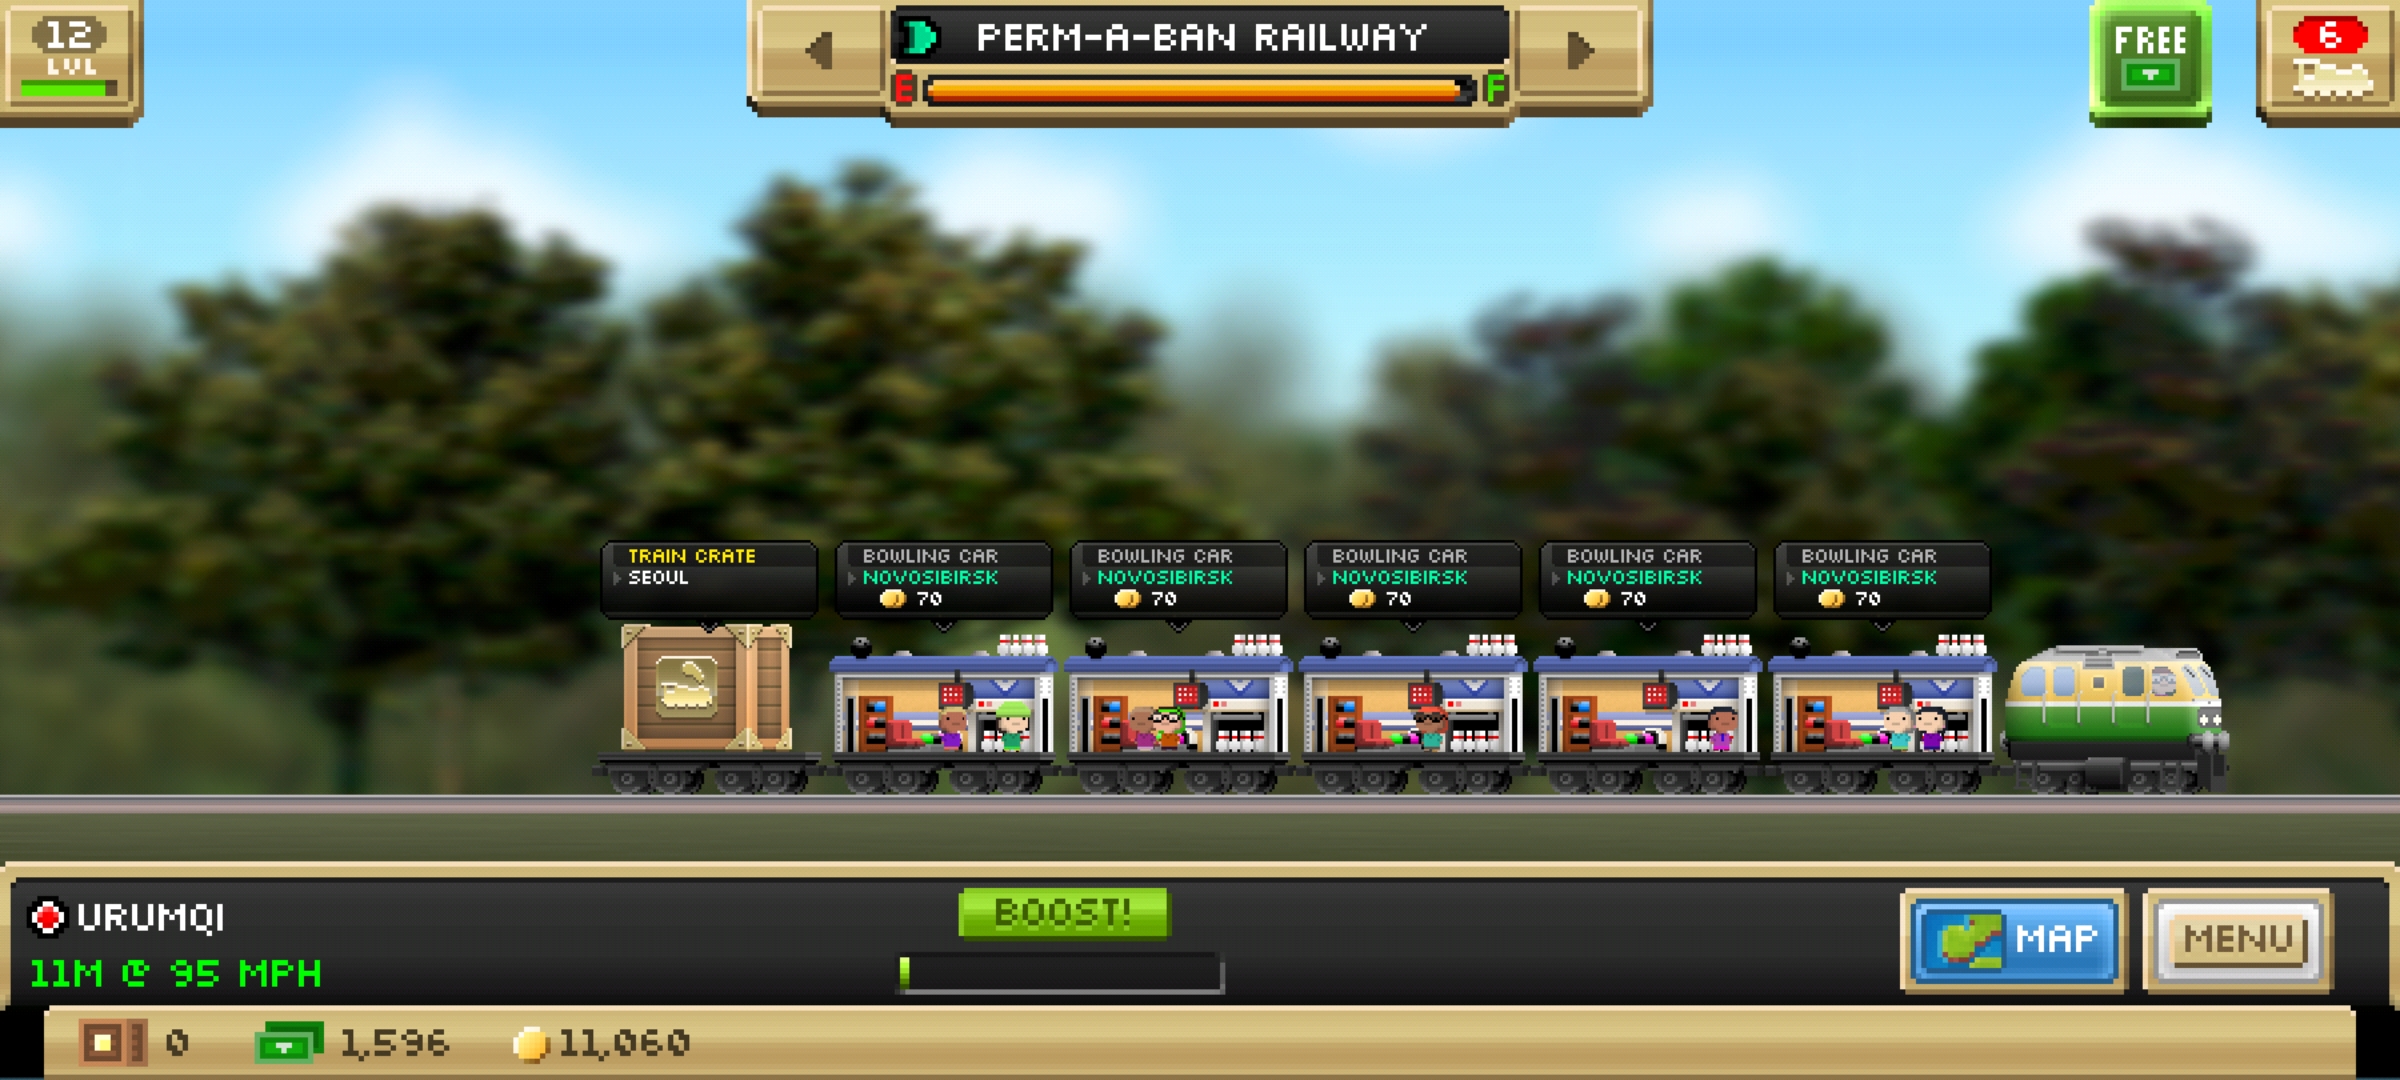 12
LVL
PERM-A-BAN RAILWAY
E
F
FREE
6
TRAIN CRATE
SEOUL
BOWLING CAR
NOVOSIBIRSK
70
BOWLING CAR
NOVOSIBIRSK
70
BOWLING CAR
NOVOSIBIRSK
70
BOWLING CAR
NOVOSIBIRSK
70
BOWLING CAR
NOVOSIBIRSK
70
URUMQI
11M @ 95 MPH
BOOST!
MAP
MENU
0
1,596
11,060